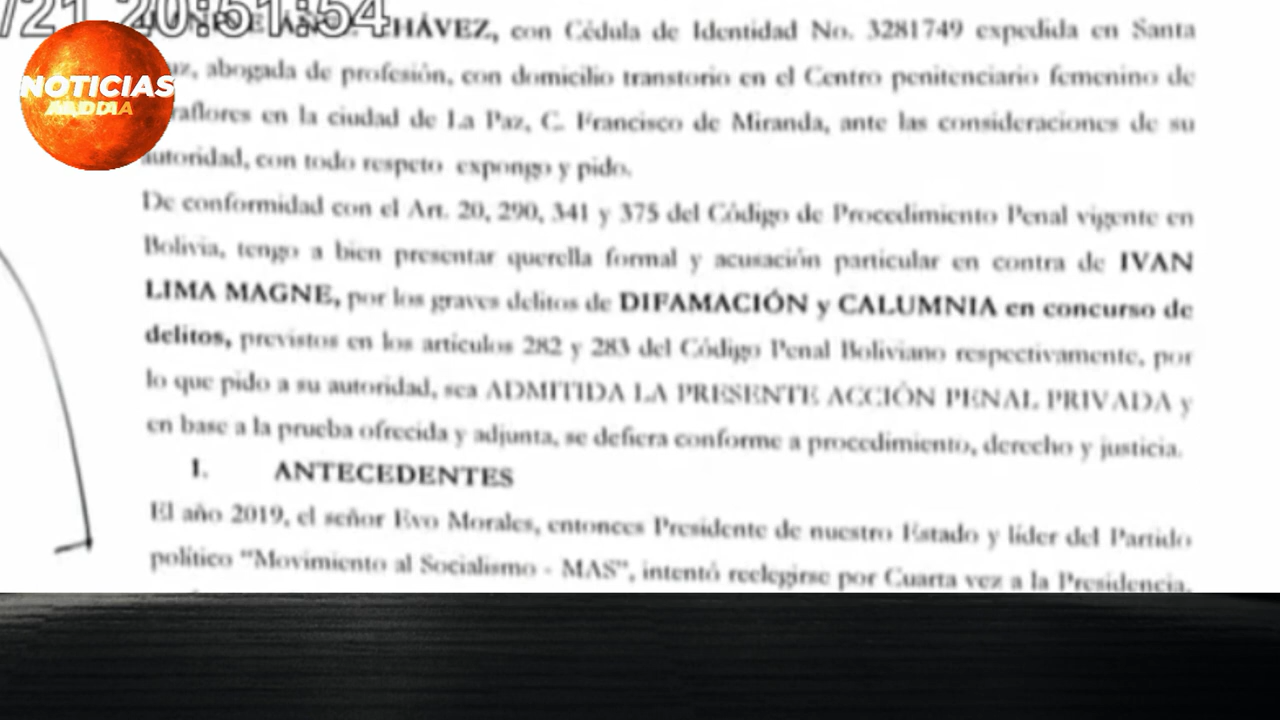 /21 20:51:54
CHÁVEZ, con Cédula de Identidad No. 3281749 expedida en Santa
NOTICIAS
AL DIA
abogada de profesión, con domicilio transtorio en el Centro penitenciario femenino de
en la ciudad de La Paz, C. Francisco de Miranda, ante las consideraciones de su
autoridad, con todo respeto expongo y pido.
De conformidad con el Art. 20, 290, 341 y 375 del Código de Procedimiento Penal vigente en
Bolivia, tengo a bien presentar querella formal y acusación particular en contra de IVAN
LIMA MAGNE, por los graves delitos de DIFAMACIÓN y CALUMNIA en concurso de
delitos, previstos en los artículos 282 y 283 del Código Penal Boliviano respectivamente, por
lo que pido a su autoridad, sea ADMITIDA LA PRESENTE ACCIÓN PENAL PRIVADA y
en base a la prueba ofrecida y adjunta, se defiera conforme a procedimiento, derecho y justicia.
I. ANTECEDENTES
El año 2019, el señor Evo Morales, entonces Presidente de nuestro Estado y líder del Partido
político "Movimiento al Socialismo - MAS", intentó reelegirse por Cuarta vez a la Presidencia,